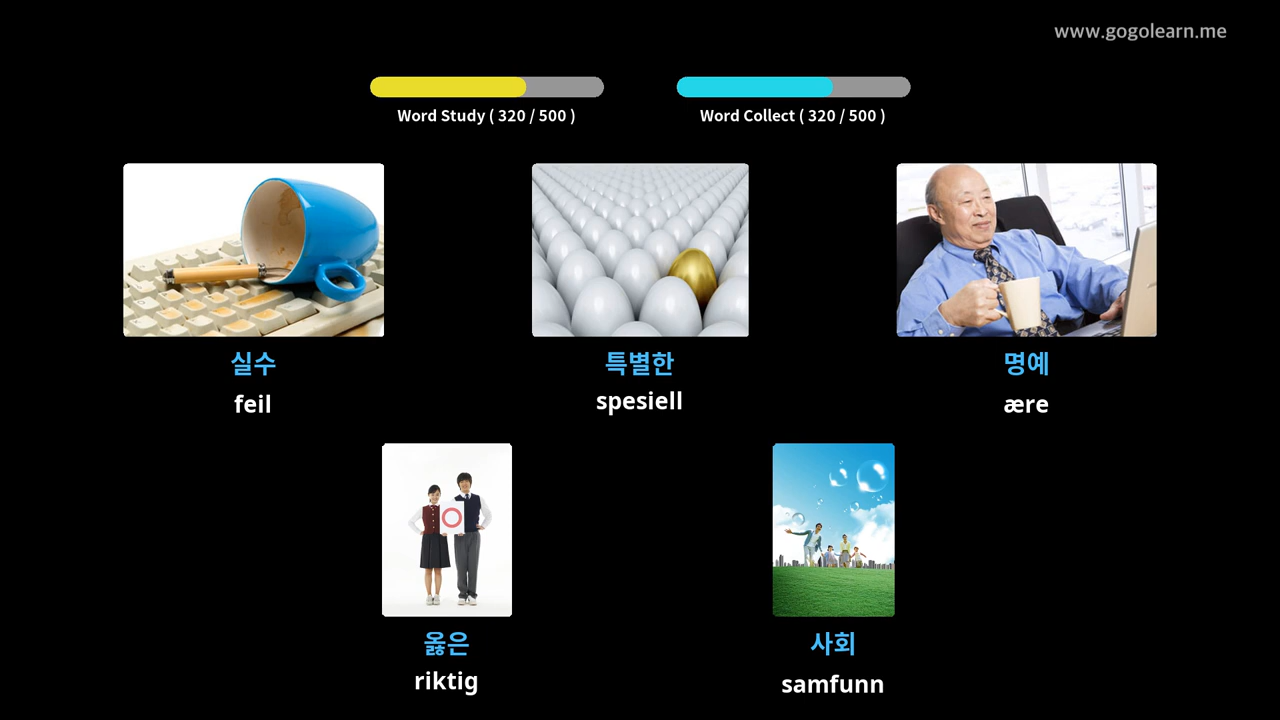 www.gogolearn.me
Word Study ( 320 / 500 )
Word Collect ( 320 / 500 )
실수
feil
특별한
spesiell
명예
ære
옳은
riktig
사회
samfunn